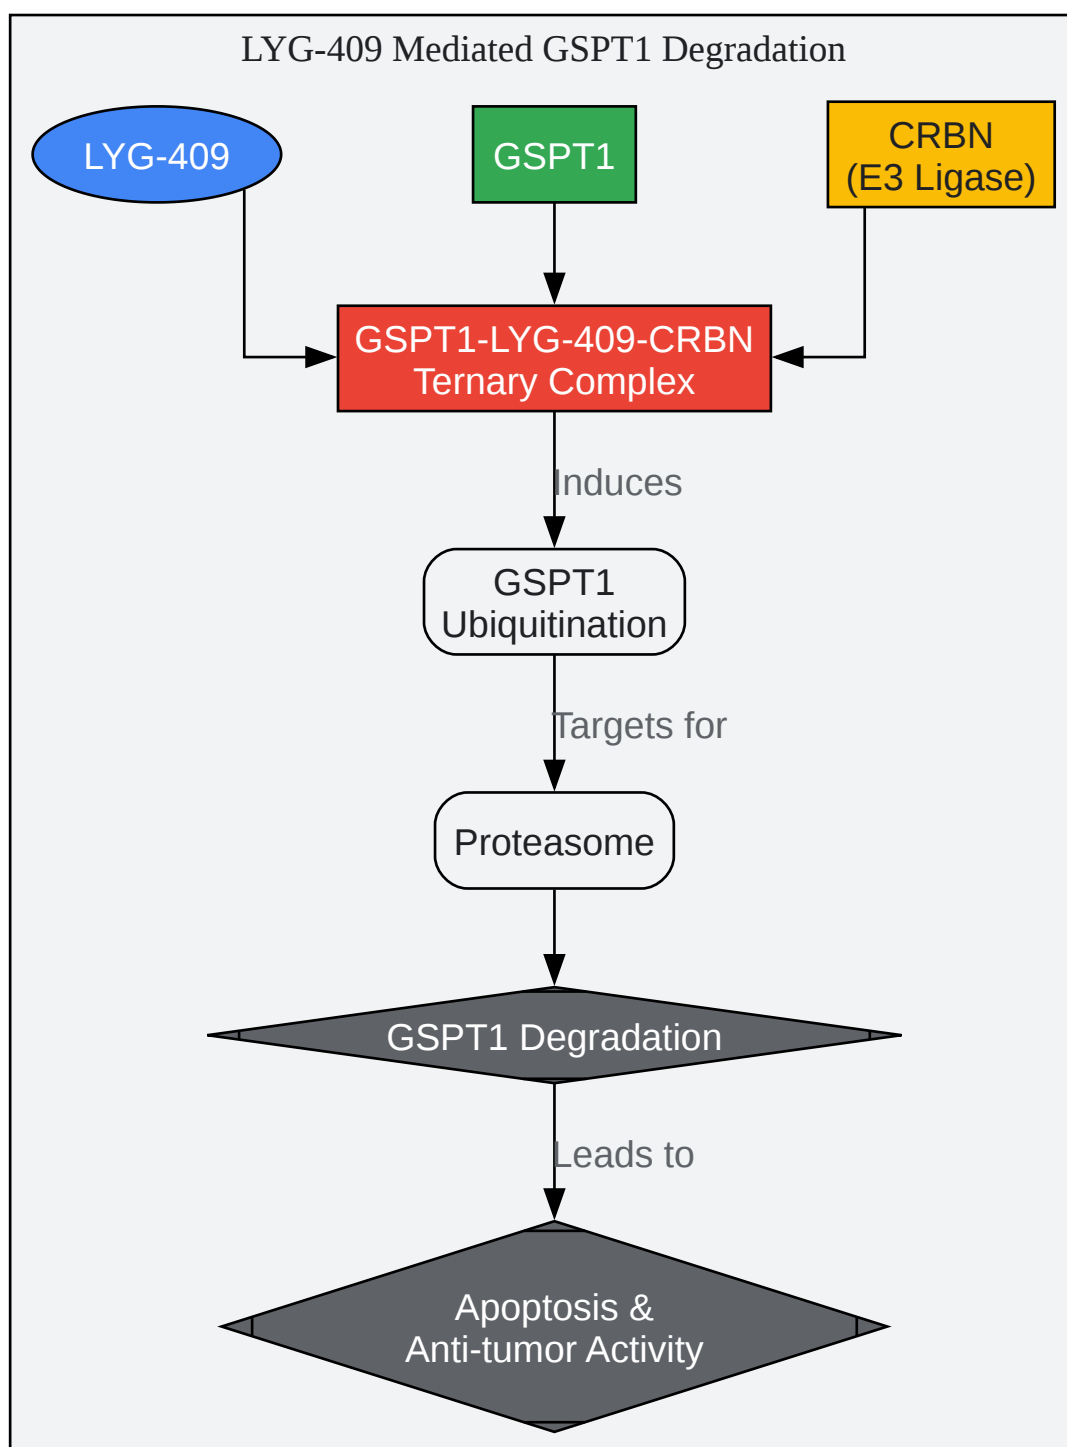 LYG-409 Mediated GSPT1 Degradation
LYG-409
GSPT1
CRBN
(E3 Ligase)
GSPT1-LYG-409-CRBN
Ternary Complex
Induces
GSPT1
Ubiquitination
Targets for
Proteasome
GSPT1 Degradation
Leads to
Apoptosis &
Anti-tumor Activity